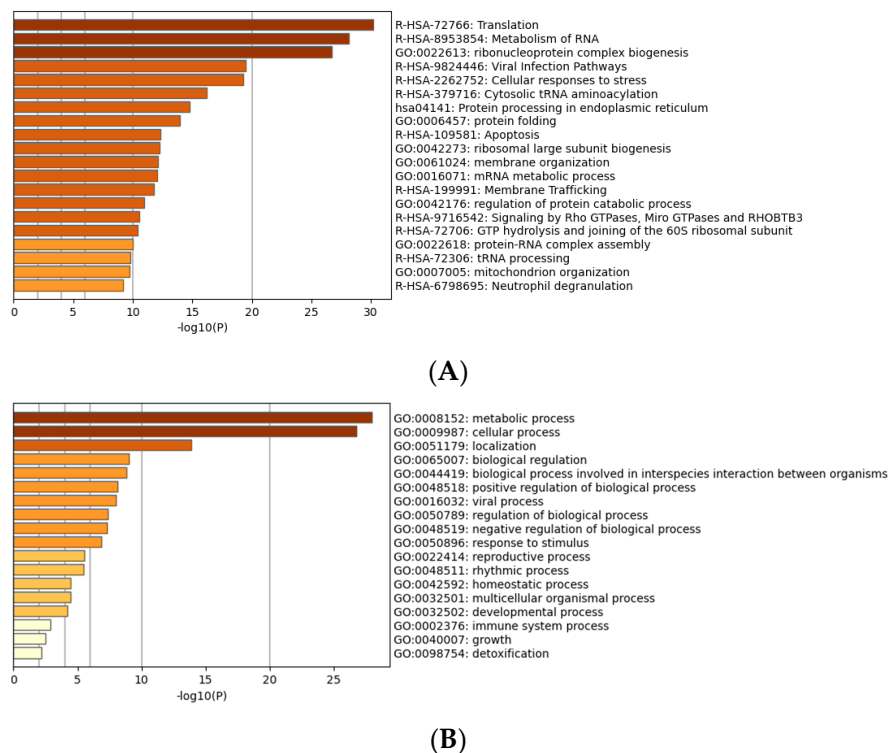 R-HSA-72766: Translation
R-HSA-8953854: Metabolism of RNA
GO:0022613: ribonucleoprotein complex biogenesis
R-HSA-9824446: Viral Infection Pathways
R-HSA-2262752: Cellular responses to stress
R-HSA-379716: Cytosolic tRNA aminoacylation
hsa04141: Protein processing in endoplasmic reticulum
GO:0006457: protein folding
R-HSA-109581: Apoptosis
GO:0042273: ribosomal large subunit biogenesis
GO:0061024: membrane organization
GO:0016071: mRNA metabolic process
R-HSA-199991: Membrane Trafficking
GO:0042176: regulation of protein catabolic process
R-HSA-9716542: Signaling by Rho GTPases, Miro GTPases and RHOBTB3
R-HSA-72706: GTP hydrolysis and joining of the 60S ribosomal subunit
GO:0022618: protein-RNA complex assembly
R-HSA-72306: tRNA processing
GO:0007005: mitochondrion organization
R-HSA-6798695: Neutrophil degranulation
0 5 10 15 20 25 30
-log10(P)
(A)
GO:0008152: metabolic process
GO:0009987: cellular process
GO:0051179: localization
GO:0065007: biological regulation
GO:0044419: biological process involved in interspecies interaction between organisms
GO:0048518: positive regulation of biological process
GO:0016032: viral process
GO:0050789: regulation of biological process
GO:0048519: negative regulation of biological process
GO:0050896: response to stimulus
GO:0022414: reproductive process
GO:0048511: rhythmic process
GO:0042592: homeostatic process
GO:0032501: multicellular organismal process
GO:0032502: developmental process
GO:0002376: immune system process
GO:0040007: growth
GO:0098754: detoxification
0 5 10 15 20 25
-log10(P)
(B)